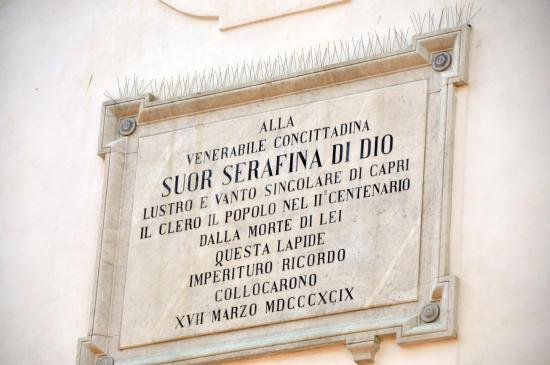 ALLA
VENERABILE CONCITTADINA
SUOR SERAFINA DI DIO
LUSTRO E VANTO SINGOLARE DI CAPRI
IL CLERO IL POPOLO NEL IIº CENTENARIO
DALLA MORTE DI LEI
QUESTA LAPIDE
IMPERITURO RICORDO
COLLOCARONO
XVII MARZO MDCCCXCIX